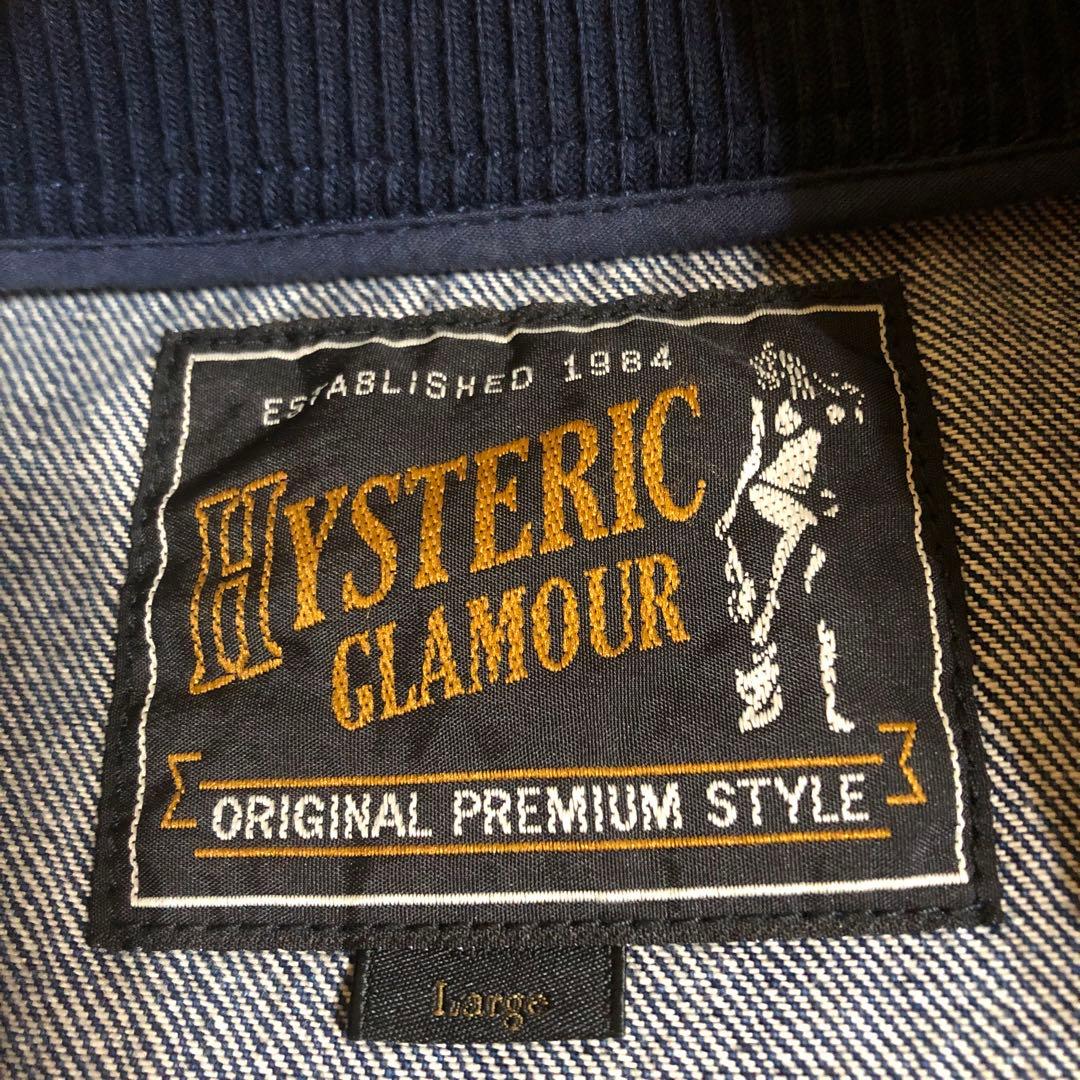 ESTABLISHED 1984
HYSTERIC
GLAMOUR
ORIGINAL PREMIUM STYLE
Large